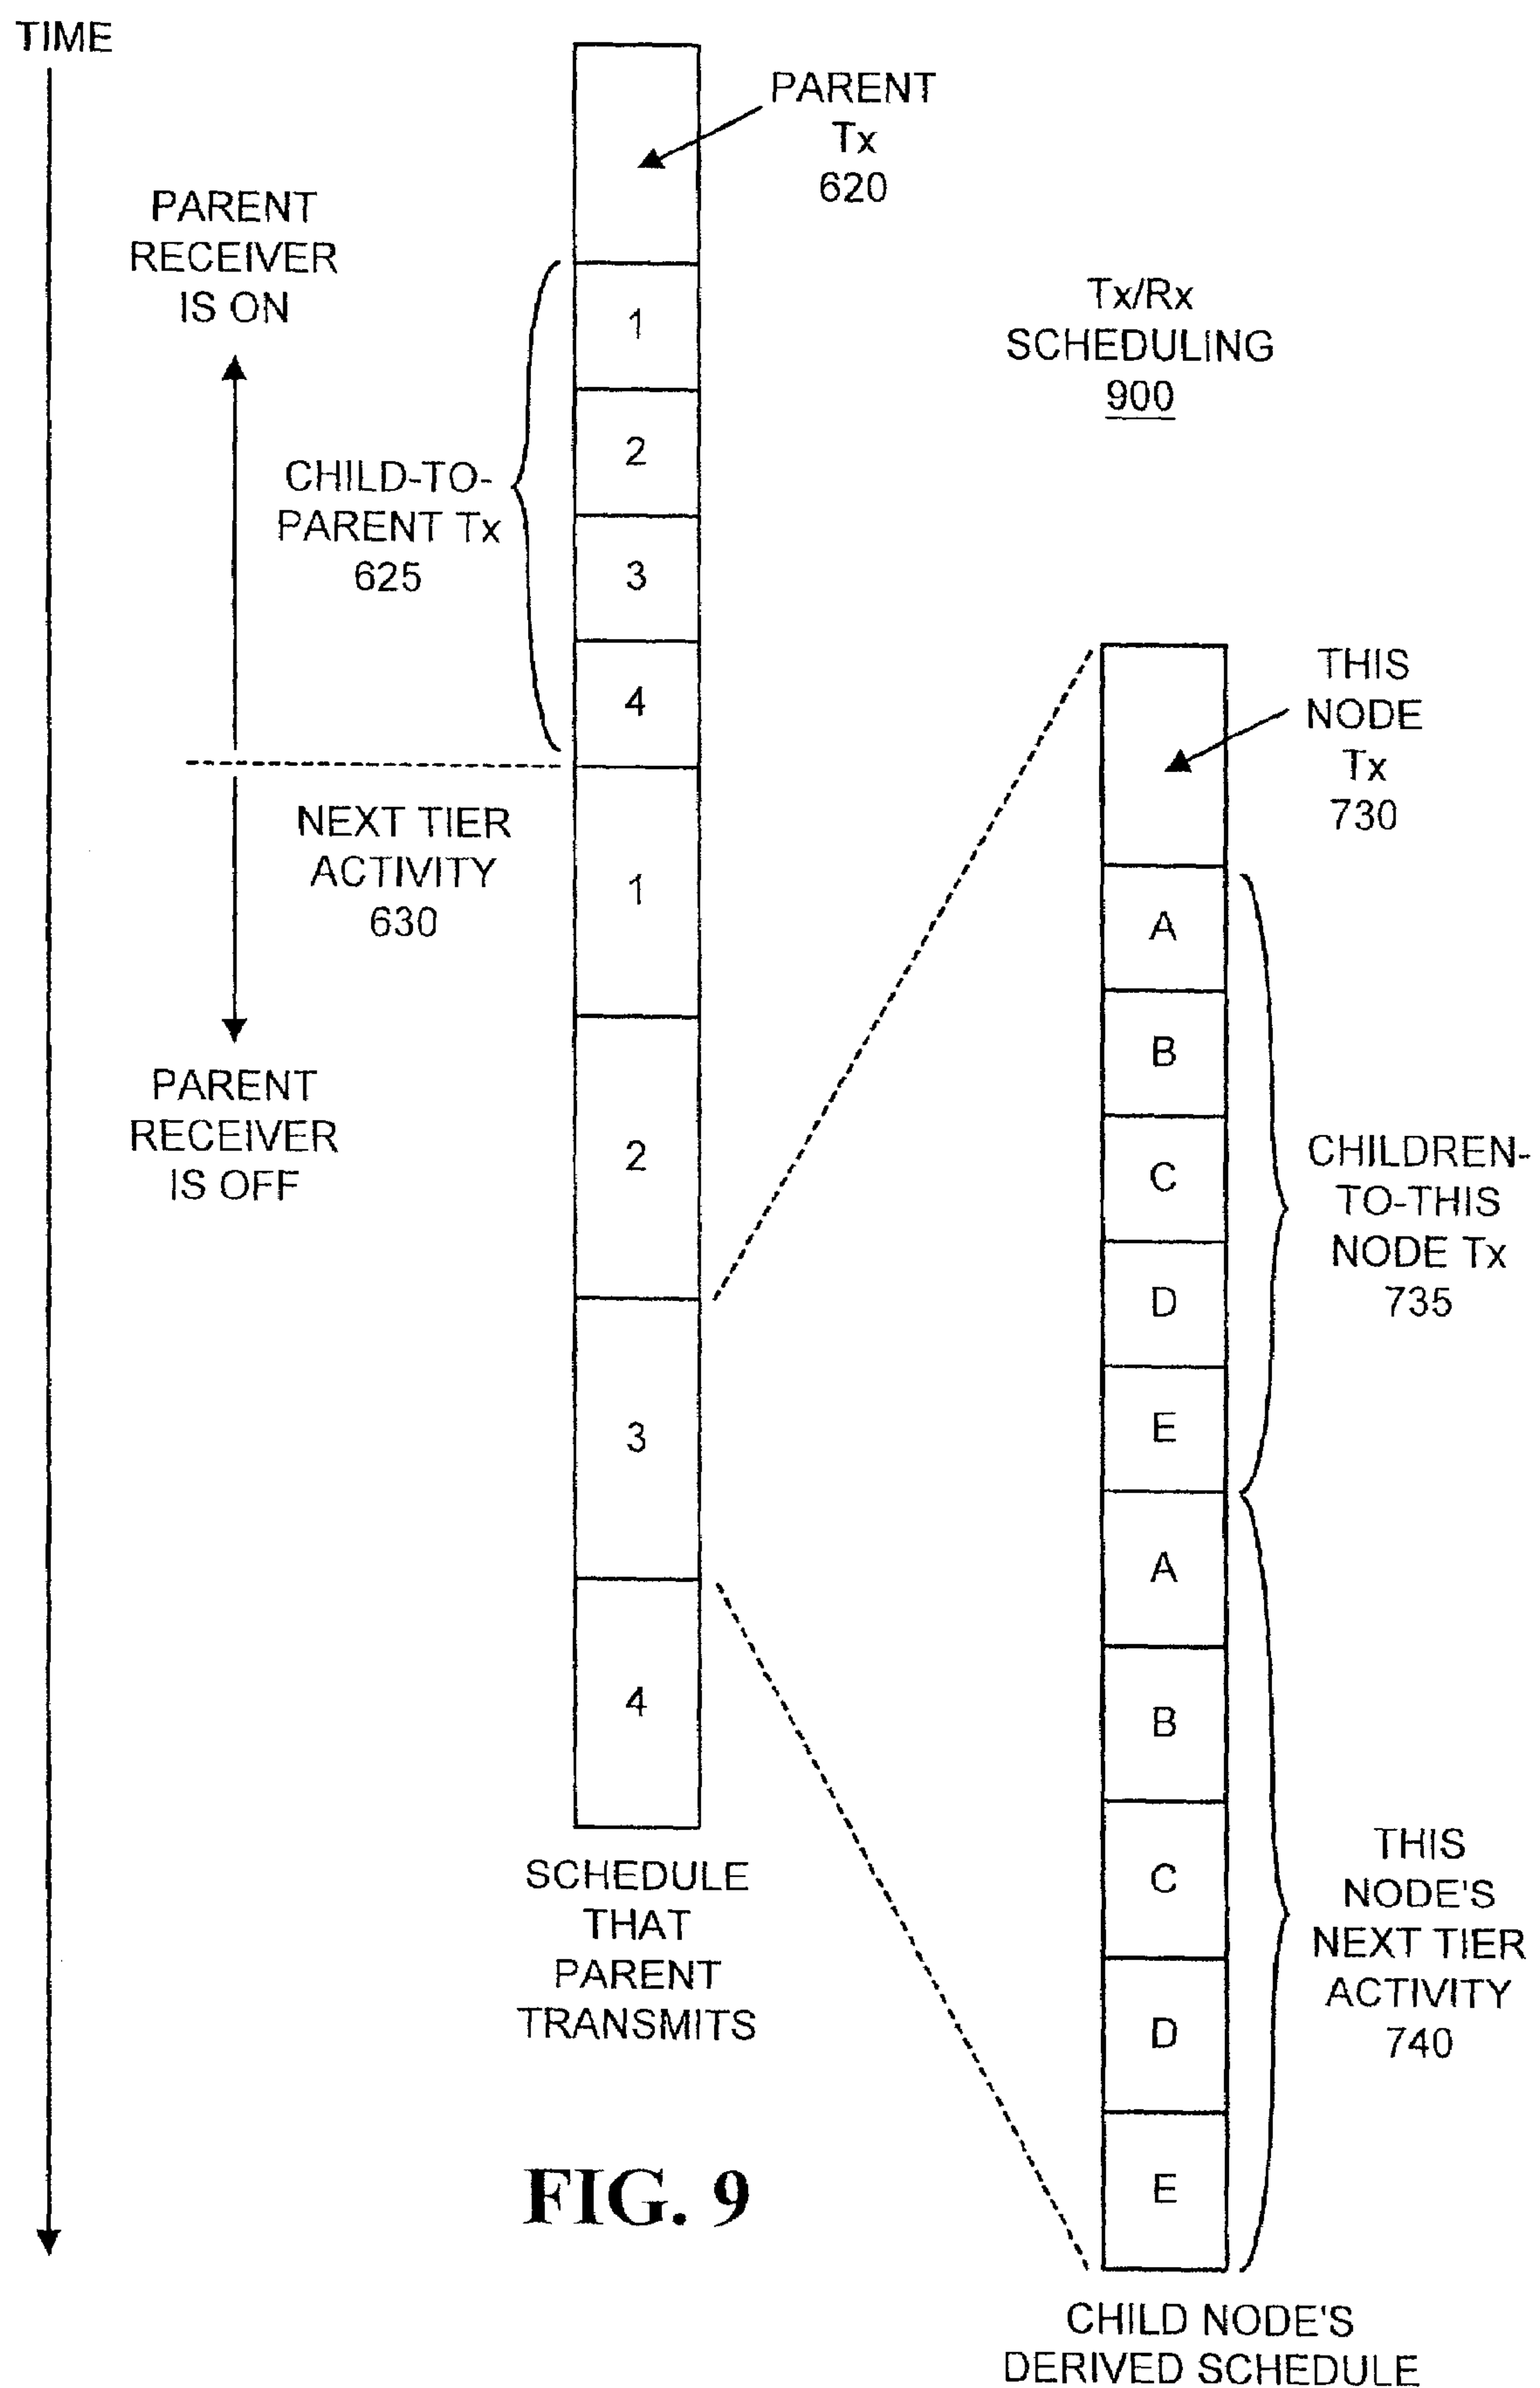 TIME
PARENT
Tx
620
PARENT
RECEIVER
IS ON
Tx/Rx
SCHEDULING
900
1
2
3
4
CHILD-TO-
PARENT Tx
625
THIS
NODE
Tx
730
NEXT TIER
ACTIVITY
630
1
2
3
4
PARENT
RECEIVER
IS OFF
A
B
C
D
E
CHILDREN-
TO-THIS
NODE Tx
735
A
B
C
D
E
THIS
NODE'S
NEXT TIER
ACTIVITY
740
SCHEDULE
THAT
PARENT
TRANSMITS
FIG. 9
CHILD NODE'S
DERIVED SCHEDULE